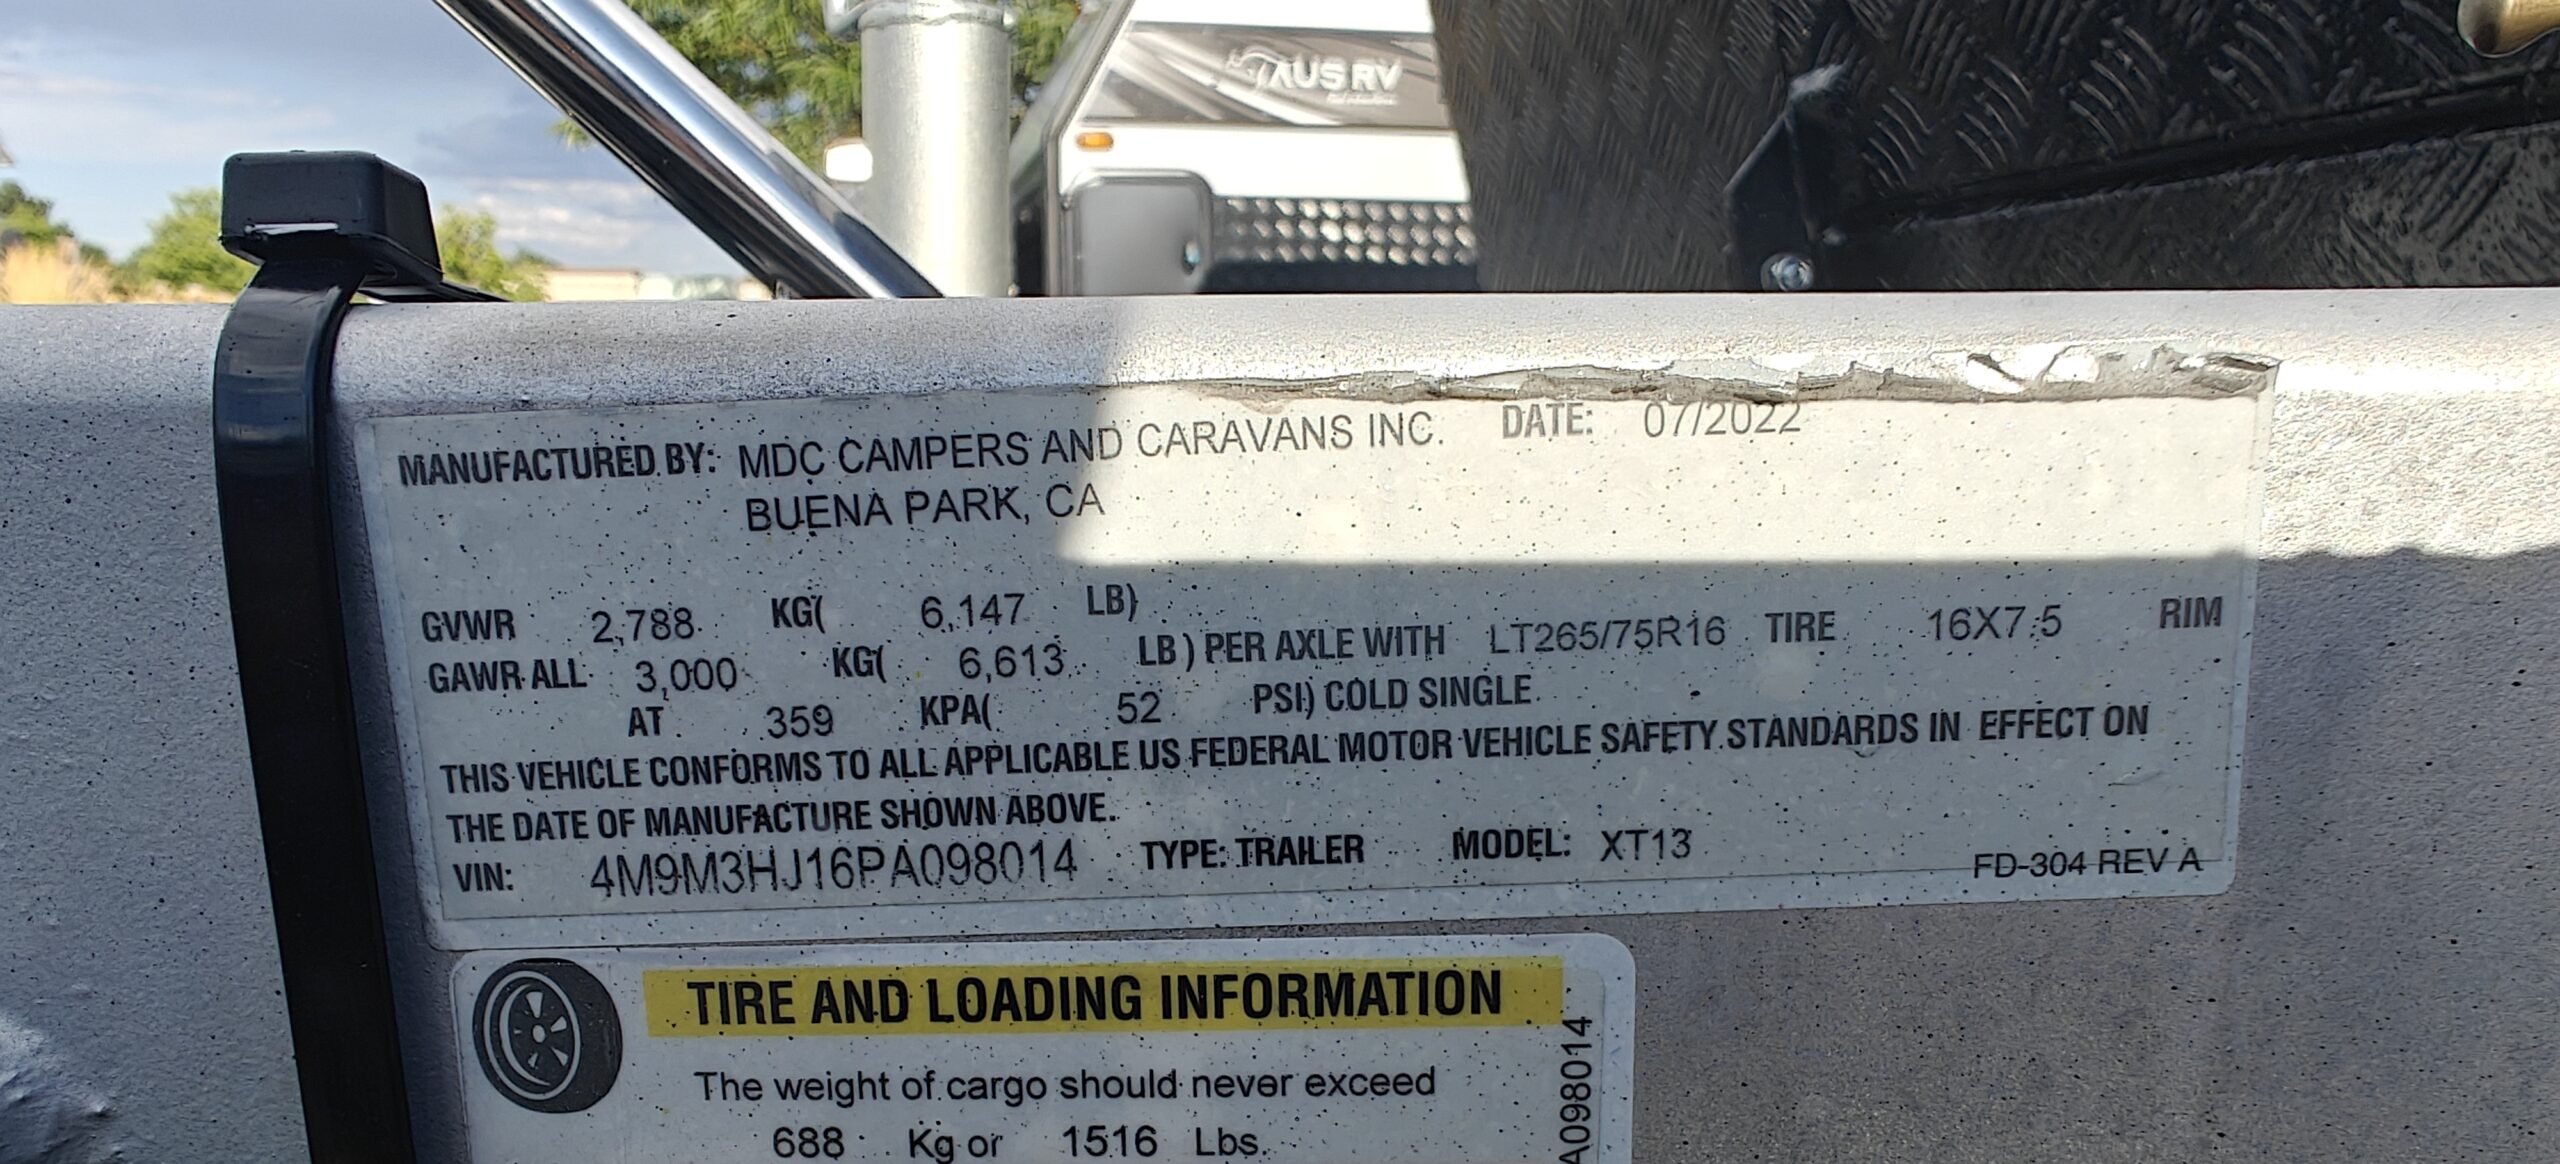 AUSRV
MANUFACTURED BY: MDC CAMPERS AND CARAVANS INC. DATE: 07/2022
BUENA PARK, CA
GVWR 2,788 KG( 6,147 LB)
GAWR ALL 3,000 KG( 6,613 LB) PER AXLE WITH LT265/75R16 TIRE 16X7.5 RIM
AT 359 KPA( 52 PSI) COLD SINGLE
THIS VEHICLE CONFORMS TO ALL APPLICABLE US FEDERAL MOTOR VEHICLE SAFETY STANDARDS IN EFFECT ON
THE DATE OF MANUFACTURE SHOWN ABOVE.
VIN: 4M9M3HJ16PA098014 TYPE: TRAILER MODEL: XT13
FD-304 REV A
TIRE AND LOADING INFORMATION
The weight of cargo should never exceed
688 Kg or 1516 Lbs.
A098014